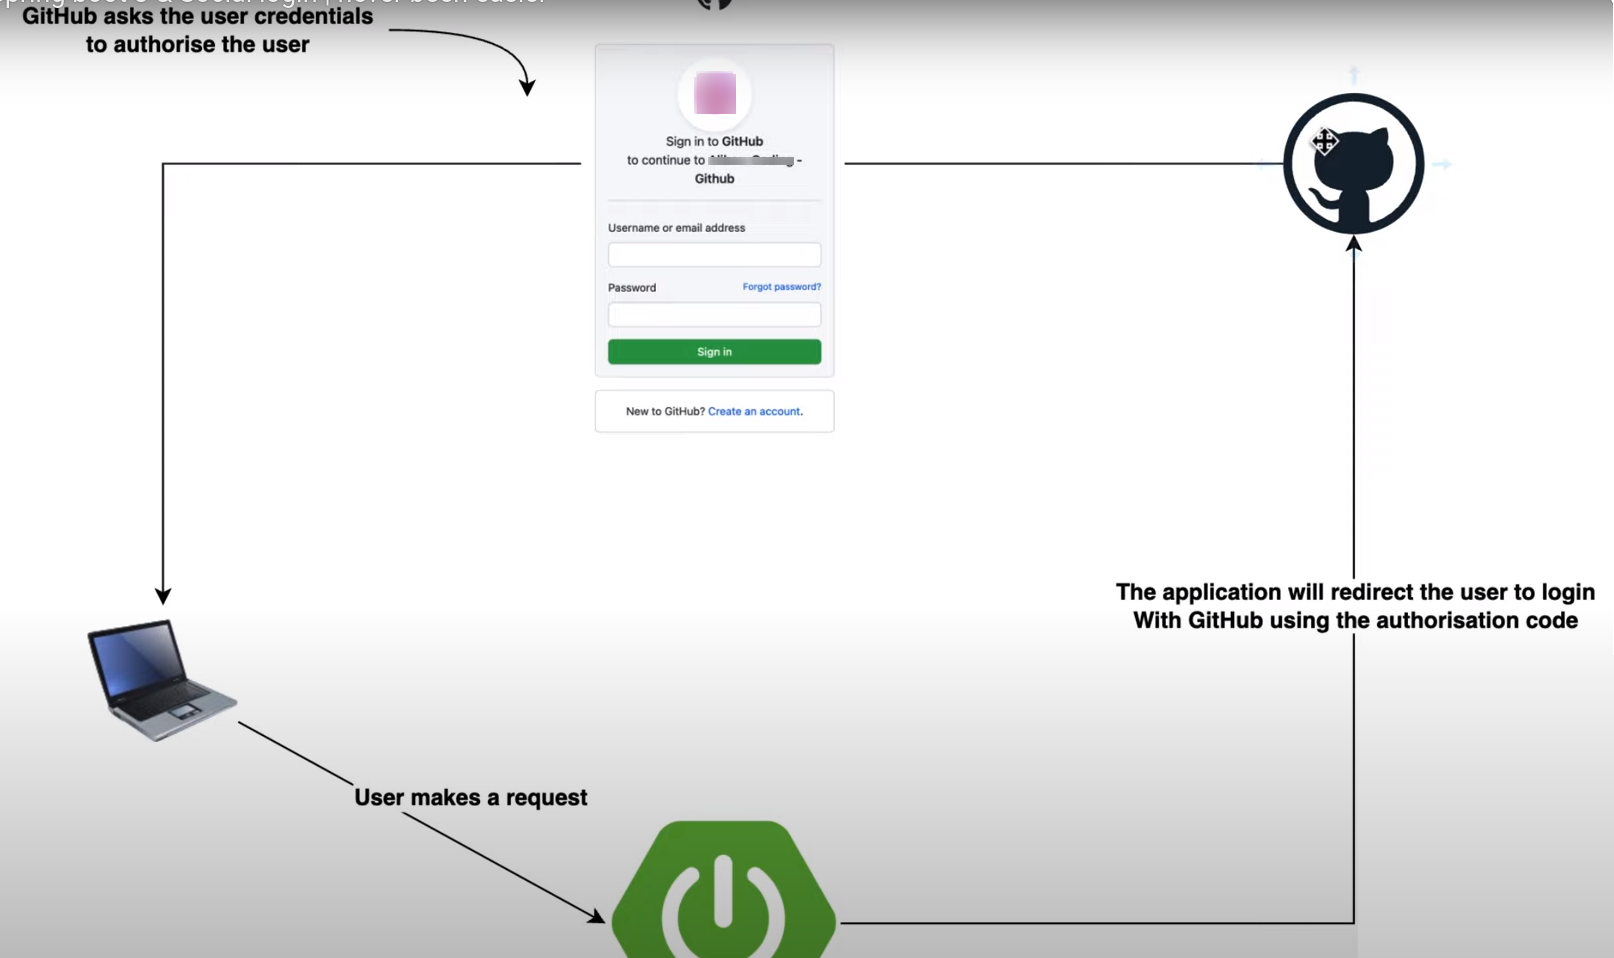 GitHub asks the user credentials
to authorise the user
Sign in to GitHub
to continue to -
Github
Username or email address
Password
Forgot password?
Sign in
New to GitHub? Create an account.
The application will redirect the user to login
With GitHub using the authorisation code
User makes a request